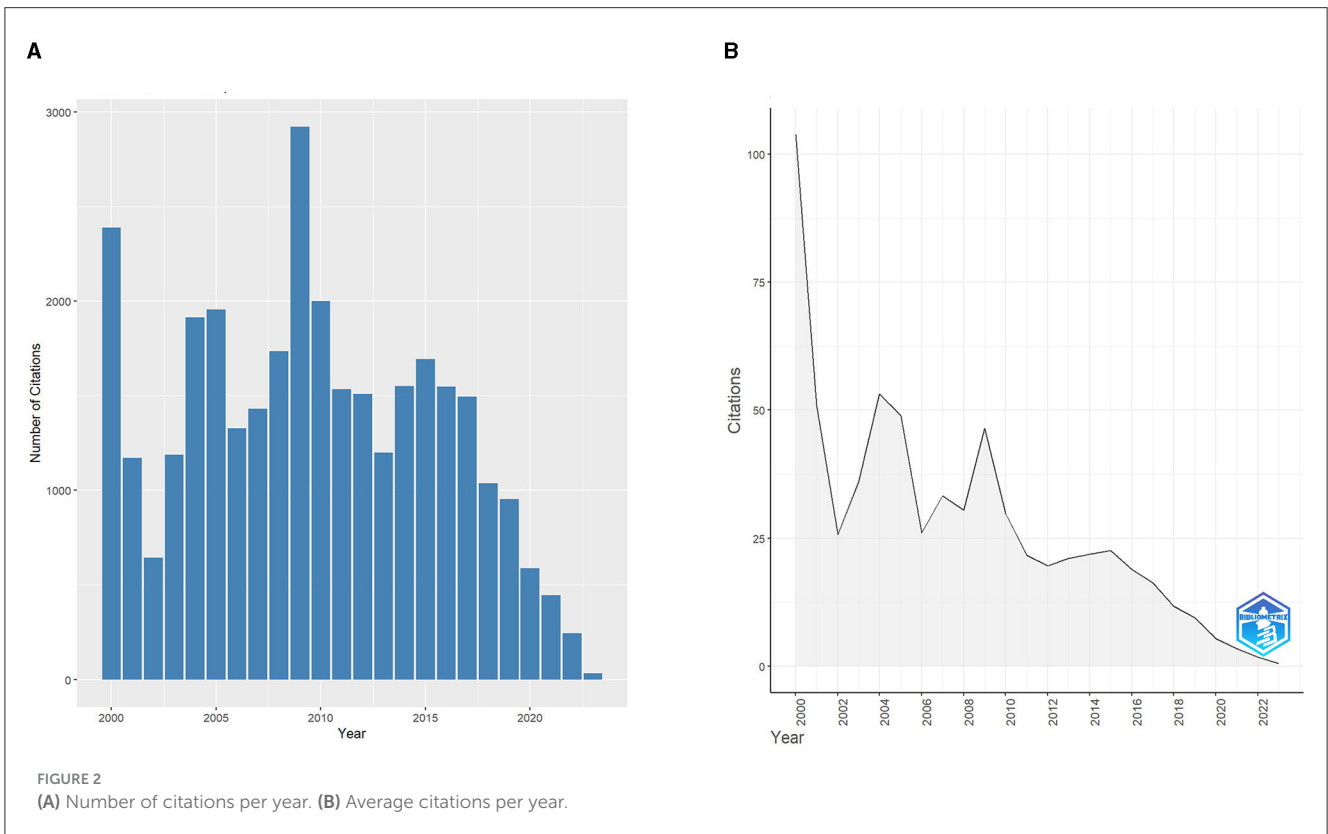 A
3000
2000
1000
0
Number of Citations
2000 2005 2010 2015 2020
Year
B
100
75
50
25
0
Citations
2000 2002 2004 2006 2008 2010 2012 2014 2016 2018 2020 2022
Year
BIBLIOMETRIX
FIGURE 2
(A) Number of citations per year. (B) Average citations per year.